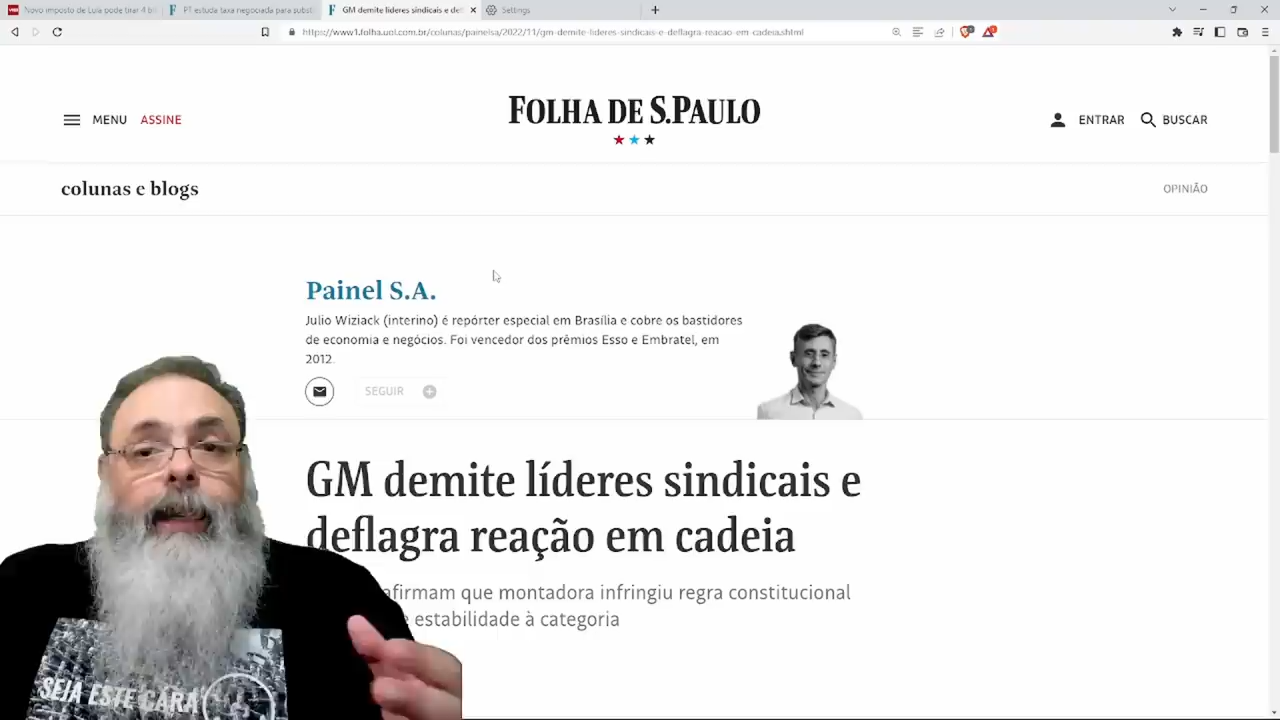 Novo imposto de Lula pode tirar 4 bi
PT estuda taxa negociada para subst
GM demite líderes sindicais e def
Settings
https://www1.folha.uol.com.br/colunas/painelsa/2022/11/gm-demite-lideres-sindicais-e-deflagra-reacao-em-cadeia.shtml
MENU ASSINE
FOLHA DE S.PAULO
ENTRAR BUSCAR
colunas e blogs
OPINIÃO
Painel S.A.
Julio Wiziack (interino) é repórter especial em Brasília e cobre os bastidores
de economia e negócios. Foi vencedor dos prêmios Esso e Embratel, em
2012.
SEGUIR
GM demite líderes sindicais e
deflagra reação em cadeia
afirmam que montadora infringiu regra constitucional
e estabilidade à categoria
SEJA ESTE CARA